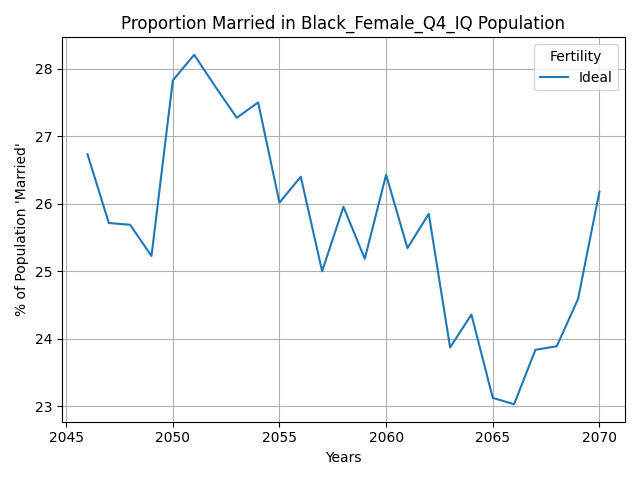 Proportion Married in Black_Female_Q4_IQ Population
Fertility
Ideal
% of Population 'Married'
28
27
26
25
24
23
2045 2050 2055 2060 2065 2070
Years